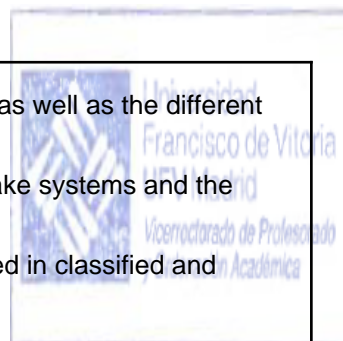 as well as the different
Universidad
Francisco de Vitoria
ake systems and the
UFV Madrid
Vicerrectorado de Profesorado
ed in classified and
Académica